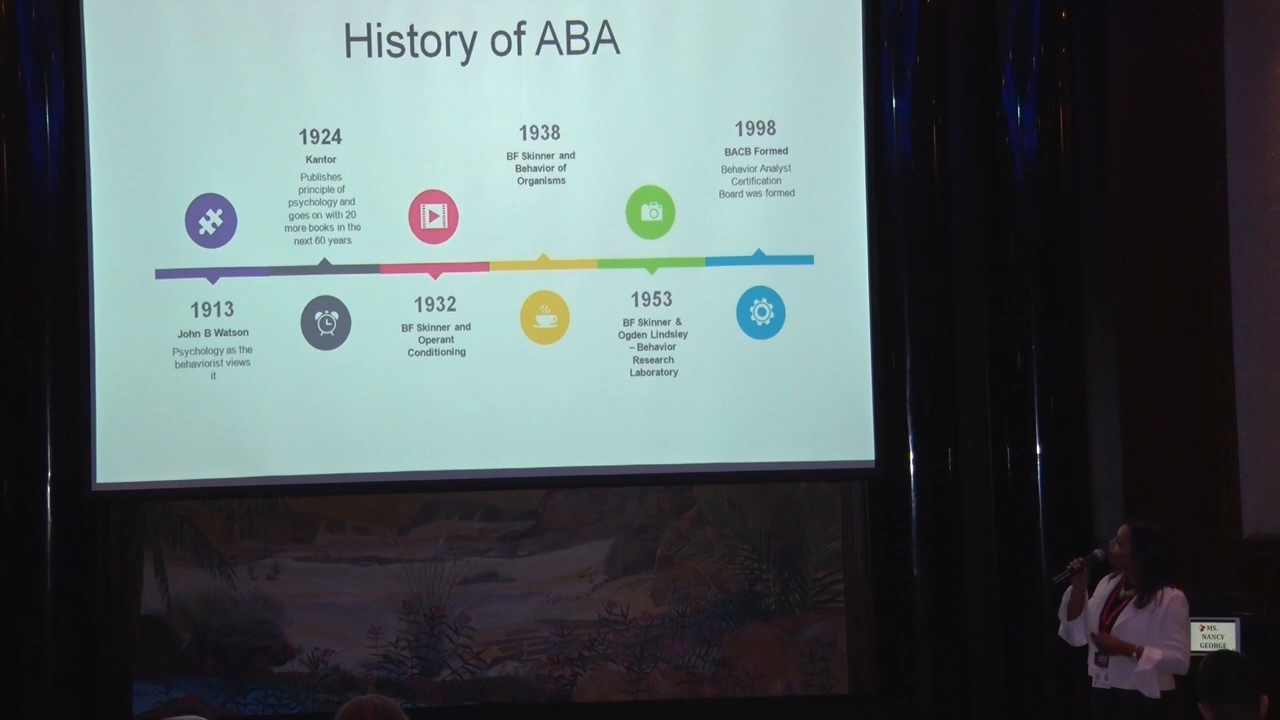 History of ABA
1924
Kantor
Publishes
principle of
psychology and
goes on with 20
more books in the
next 60 years
1938
BF Skinner and
Behavior of
Organisms
1998
BACB Formed
Behavior Analyst
Certification
Board was formed
1913
John B Watson
Psychology as the
behaviorist views
it
1932
BF Skinner and
Operant
Conditioning
1953
BF Skinner &
Ogden Lindsley
– Behavior
Research
Laboratory
MS.
NANCY
GEORGE